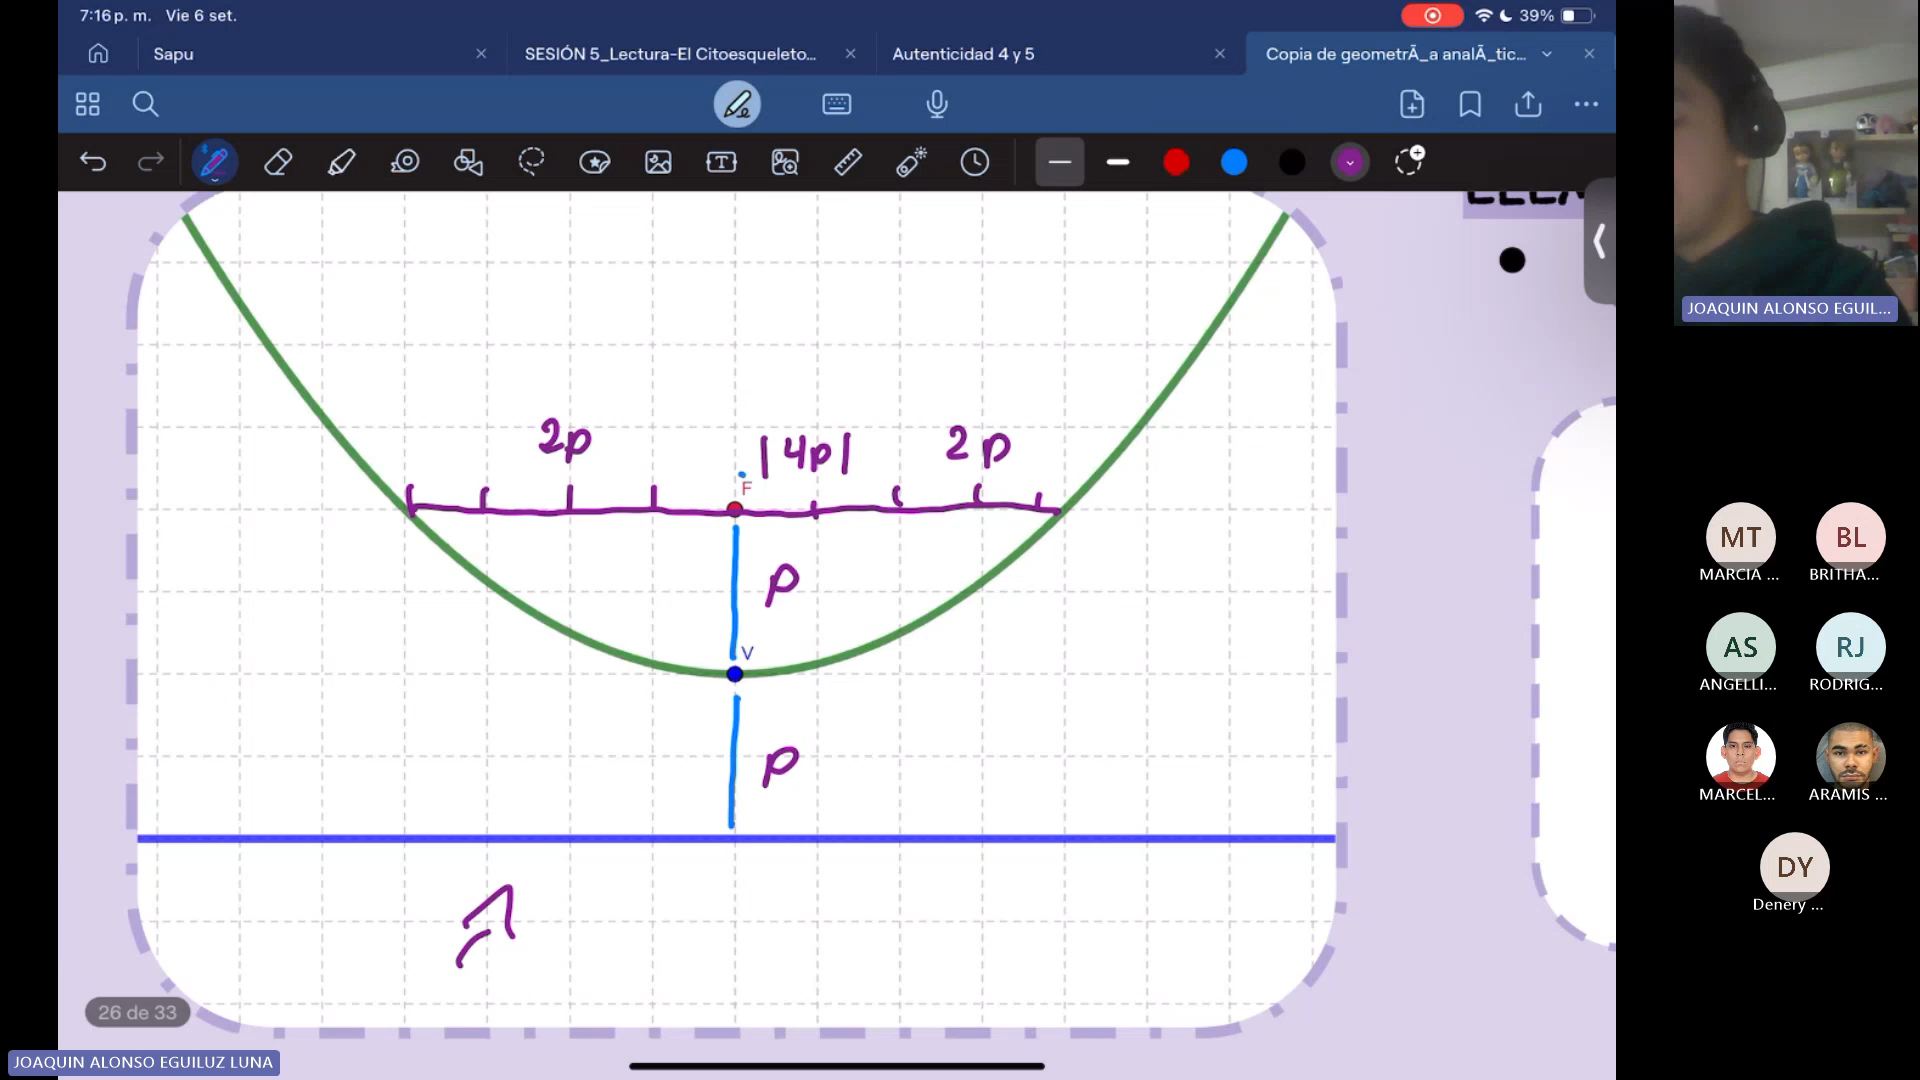 7:16 p. m. Vie 6 set.
39%
Sapu
SESIÓN 5_Lectura-El Citoesqueleto...
Autenticidad 4 y 5
Copia de geometrÃ_a analÃ_tic...
JOAQUIN ALONSO EGUIL...
2p
|4p|
2p
F
p
V
p
MT
BL
MARCIA ...
BRITHA...
AS
RJ
ANGELLI...
RODRIG...
MARCEL...
ARAMIS ...
DY
Denery ...
26 de 33
JOAQUIN ALONSO EGUILUZ LUNA